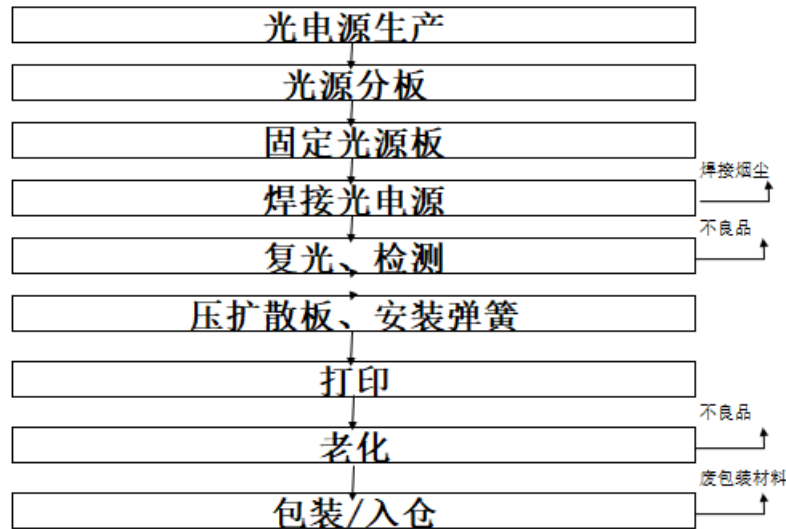 光电源生产
光源分板
固定光源板
焊接烟尘
焊接光电源
不良品
复光、检测
压扩散板、安装弹簧
打印
不良品
老化
废包装材料
包装/入仓